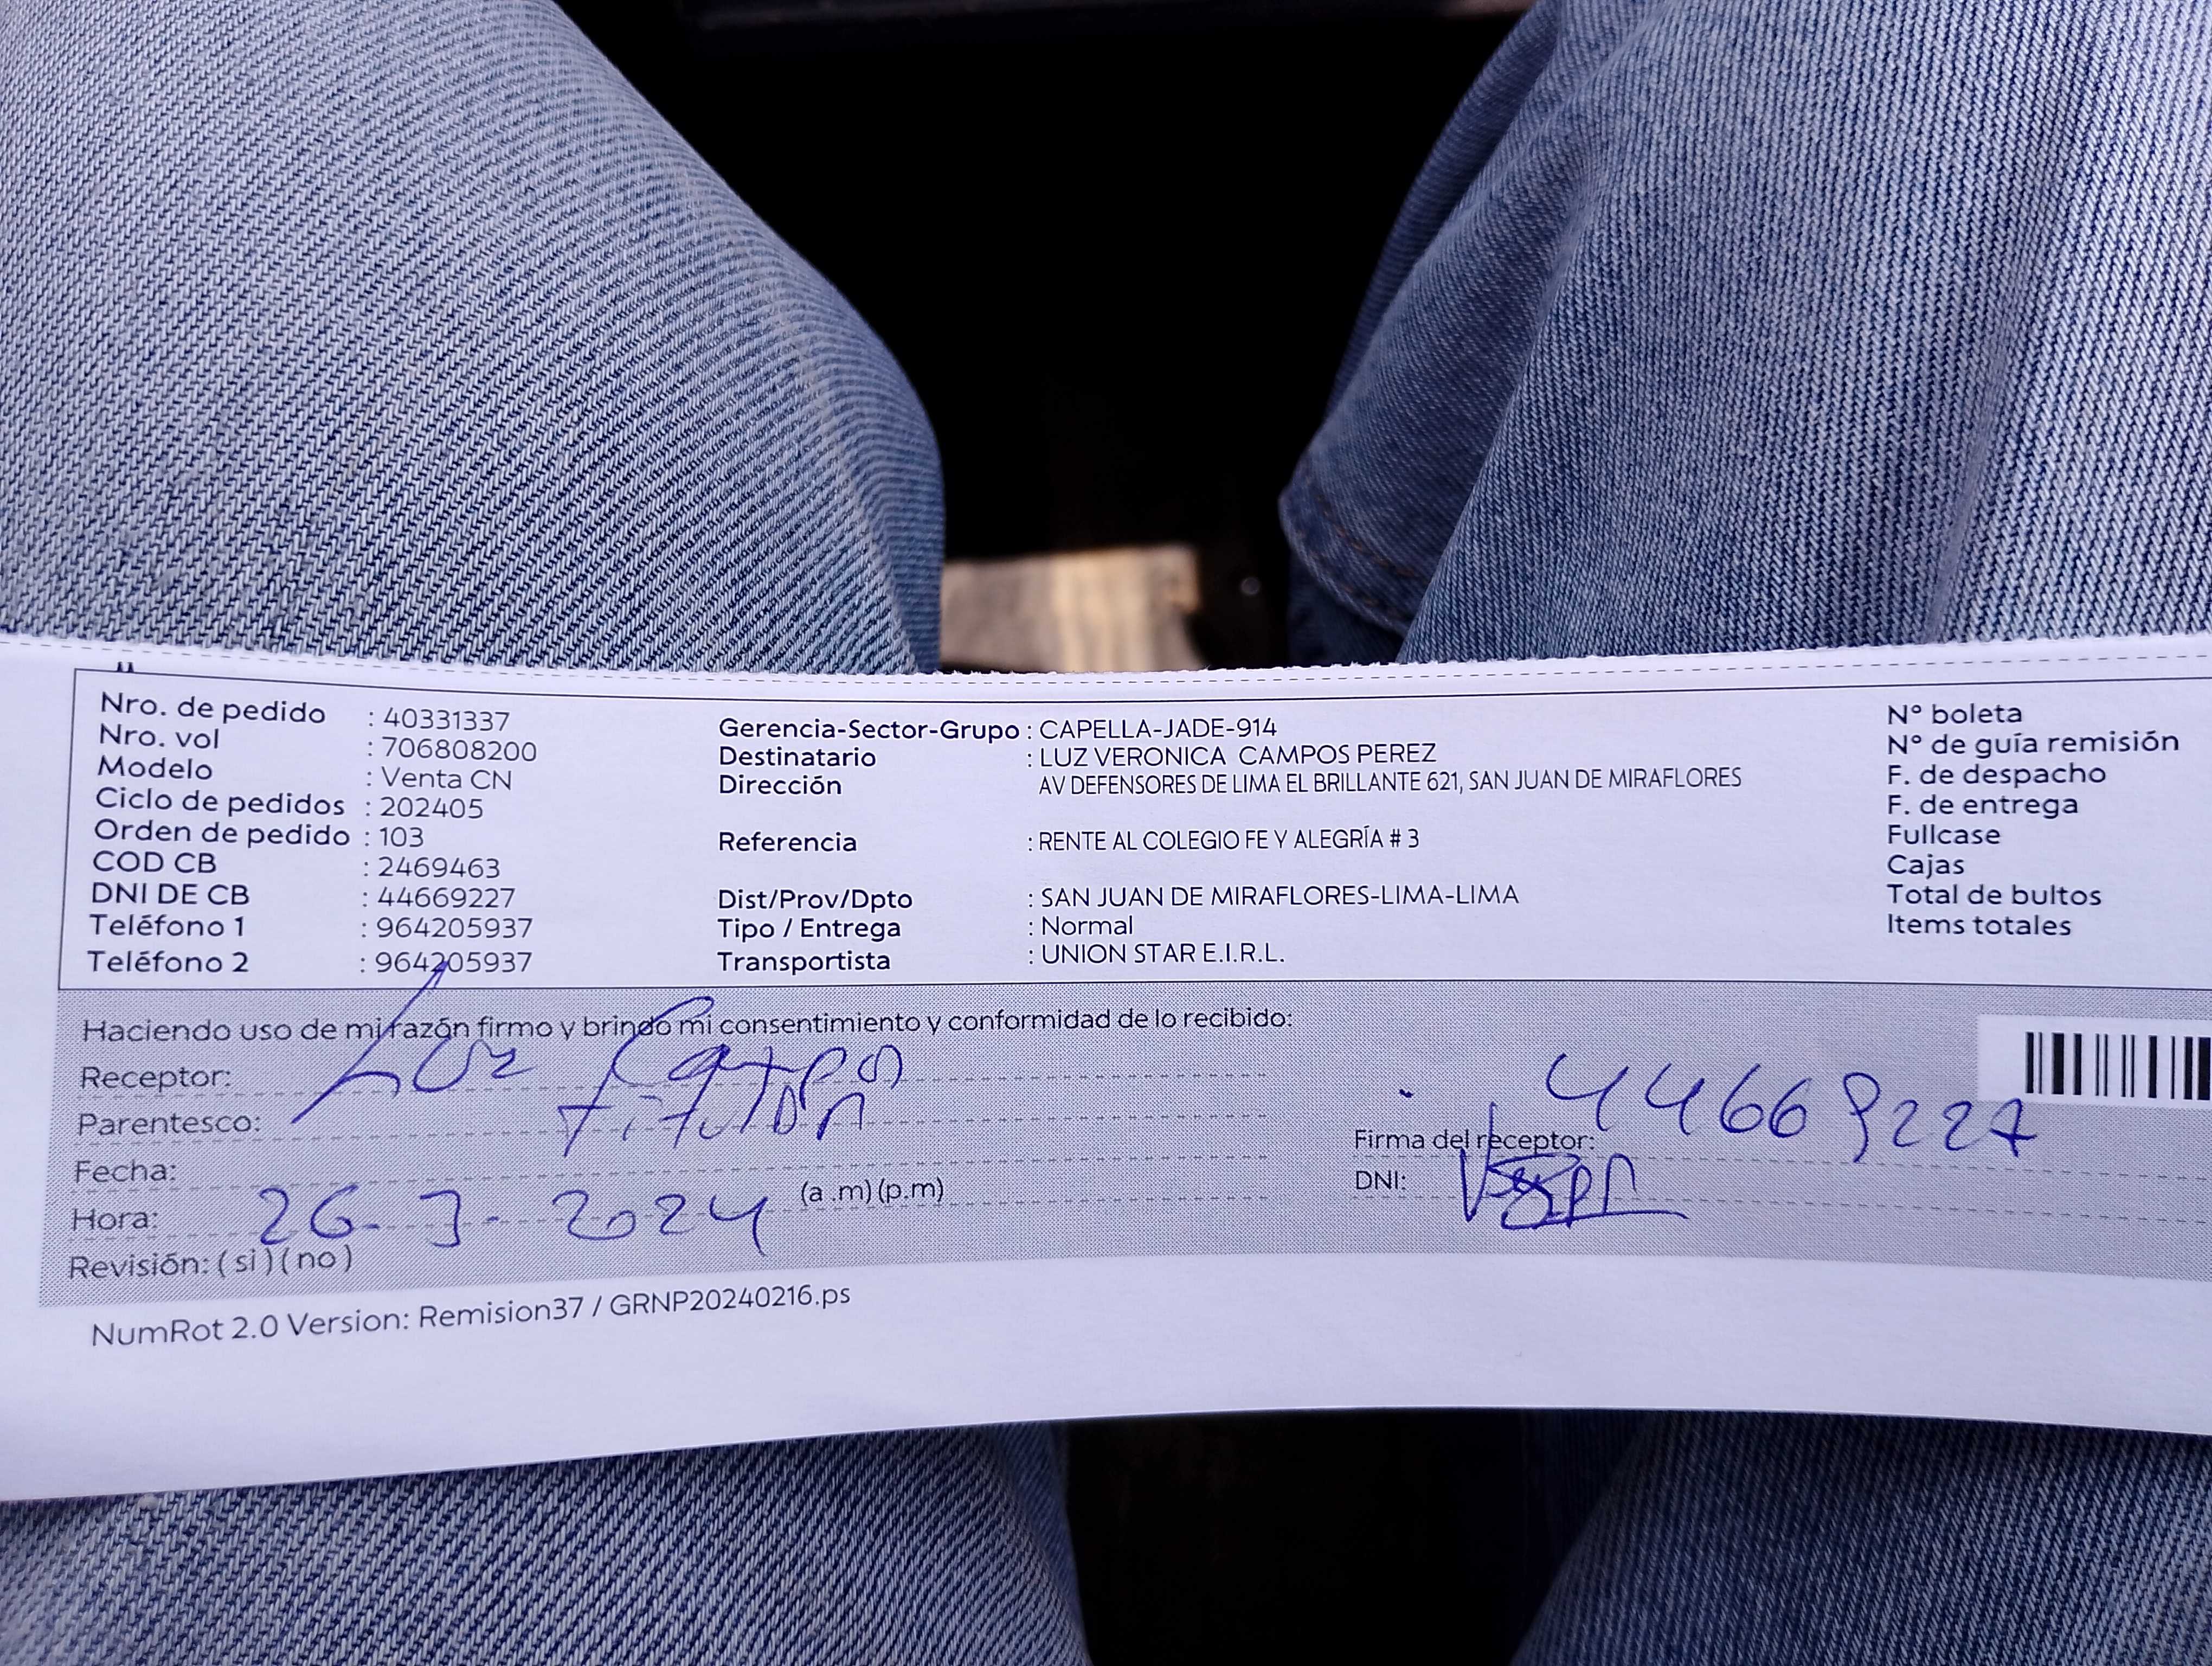 Nro. de pedido : 40331337
Nro. vol : 706808200
Modelo : Venta CN
Ciclo de pedidos : 202405
Orden de pedido : 103
COD CB : 2469463
DNI DE CB : 44669227
Teléfono 1 : 964205937
Teléfono 2 : 964205937
Gerencia-Sector-Grupo : CAPELLA-JADE-914
Destinatario : LUZ VERONICA CAMPOS PEREZ
Dirección AV DEFENSORES DE LIMA EL BRILLANTE 621, SAN JUAN DE MIRAFLORES
Referencia : RENTE AL COLEGIO FE Y ALEGRÍA # 3
Dist/Prov/Dpto : SAN JUAN DE MIRAFLORES-LIMA-LIMA
Tipo / Entrega : Normal
Transportista : UNION STAR E.I.R.L.
N° boleta
N° de guía remisión
F. de despacho
F. de entrega
Fullcase
Cajas
Total de bultos
Items totales
Haciendo uso de mi razón firmo y brindo mi consentimiento y conformidad de lo recibido:
Receptor: Luz Campos
Parentesco: Titular
Fecha:
Hora: 26-3-2024 (a .m) (p.m)
Revisión: ( si ) ( no )
44669227
Firma del receptor:
DNI:
NumRot 2.0 Version: Remision37 / GRNP20240216.ps